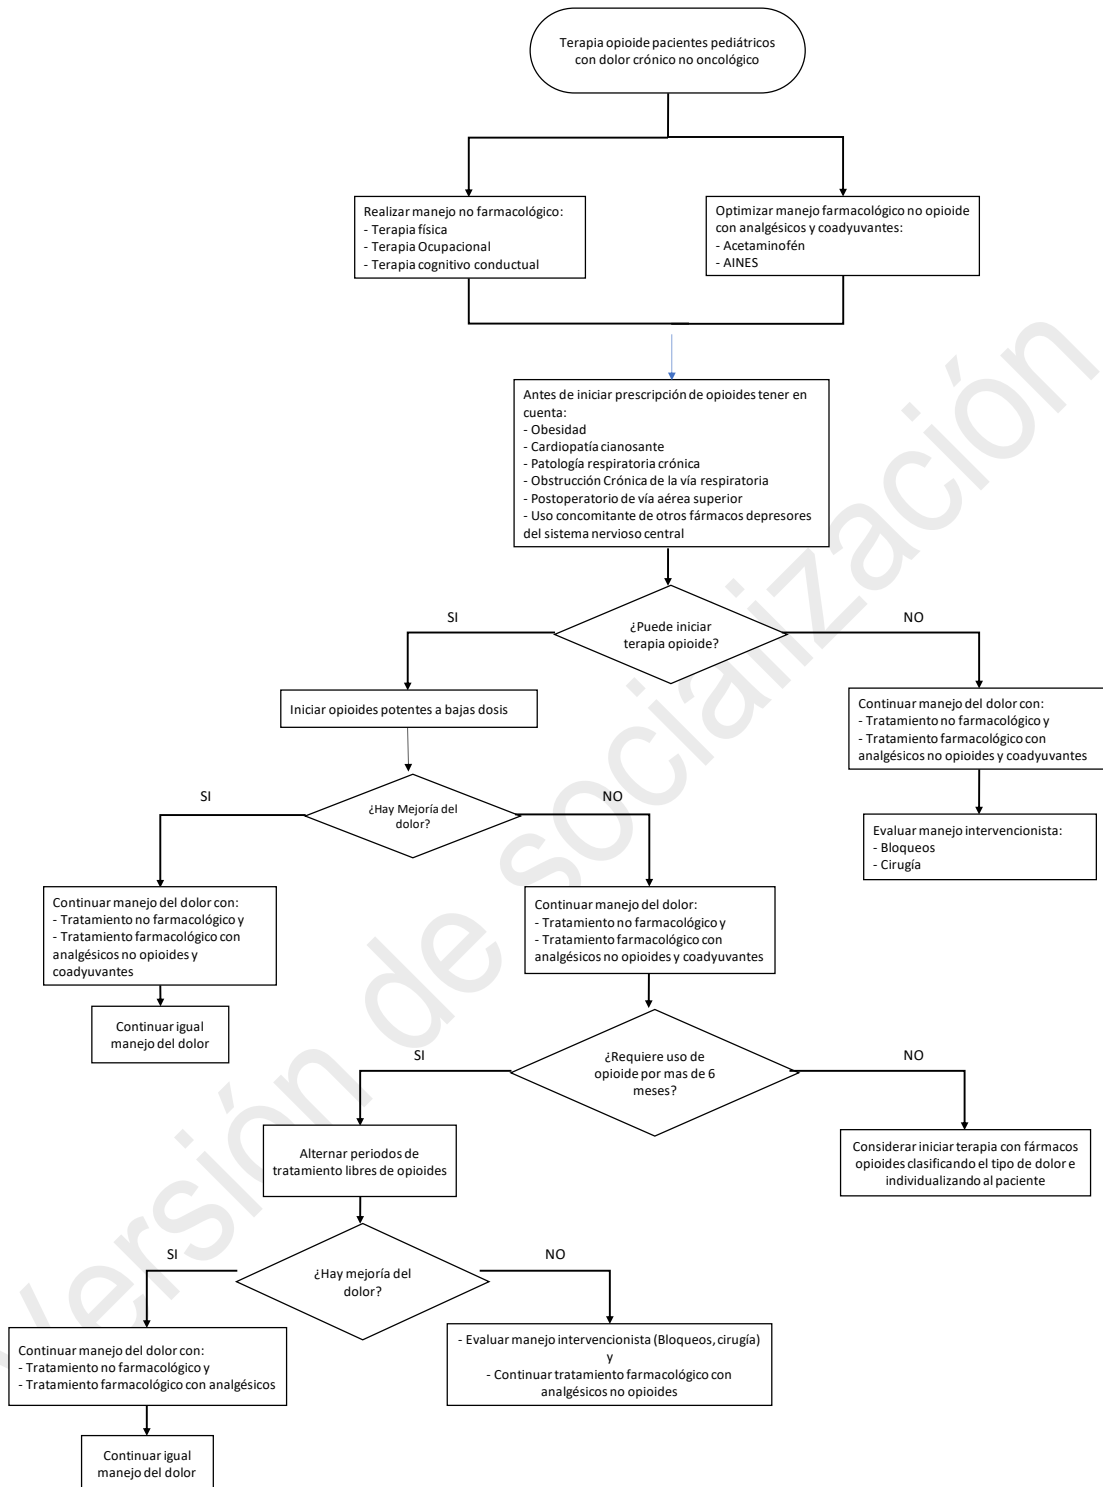 Terapia opioide pacientes pediátricos
con dolor crónico no oncológico
Realizar manejo no farmacológico:
- Terapia física
- Terapia Ocupacional
- Terapia cognitivo conductual
Optimizar manejo farmacológico no opioide
con analgésicos y coadyuvantes:
- Acetaminofén
- AINES
Antes de iniciar prescripción de opioides tener en
cuenta:
- Obesidad
- Cardiopatía cianosante
- Patología respiratoria crónica
- Obstrucción Crónica de la vía respiratoria
- Postoperatorio de vía aérea superior
- Uso concomitante de otros fármacos depresores
del sistema nervioso central
¿Puede iniciar
terapia opioide?
SI
NO
Iniciar opioides potentes a bajas dosis
Continuar manejo del dolor con:
- Tratamiento no farmacológico y
- Tratamiento farmacológico con
analgésicos no opioides y coadyuvantes
¿Hay Mejoría del
dolor?
SI
NO
Evaluar manejo intervencionista:
- Bloqueos
- Cirugía
Continuar manejo del dolor con:
- Tratamiento no farmacológico y
- Tratamiento farmacológico con
analgésicos no opioides y
coadyuvantes
Continuar manejo del dolor:
- Tratamiento no farmacológico y
- Tratamiento farmacológico con
analgésicos no opioides y coadyuvantes
Continuar igual
manejo del dolor
¿Requiere uso de
opioide por mas de 6
meses?
SI
NO
Alternar periodos de
tratamiento libres de opioides
Considerar iniciar terapia con fármacos
opioides clasificando el tipo de dolor e
individualizando al paciente
¿Hay mejoría del
dolor?
SI
NO
Continuar manejo del dolor con:
- Tratamiento no farmacológico y
- Tratamiento farmacológico con analgésicos
- Evaluar manejo intervencionista (Bloqueos, cirugía)
y
- Continuar tratamiento farmacológico con
analgésicos no opioides
Continuar igual
manejo del dolor
Versión de socialización